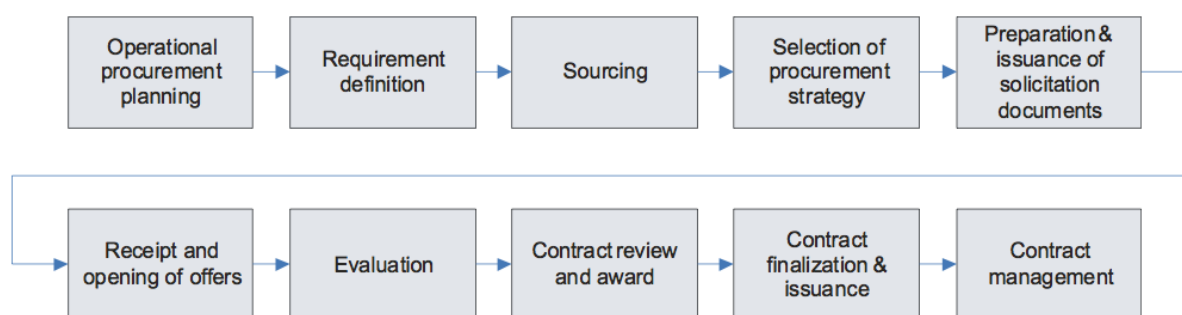 Operational
procurement
planning
Requirement
definition
Sourcing
Selection of
procurement
strategy
Preparation &
issuance of
solicitation
documents
Receipt and
opening of offers
Evaluation
Contract review
and award
Contract
finalization &
issuance
Contract
management